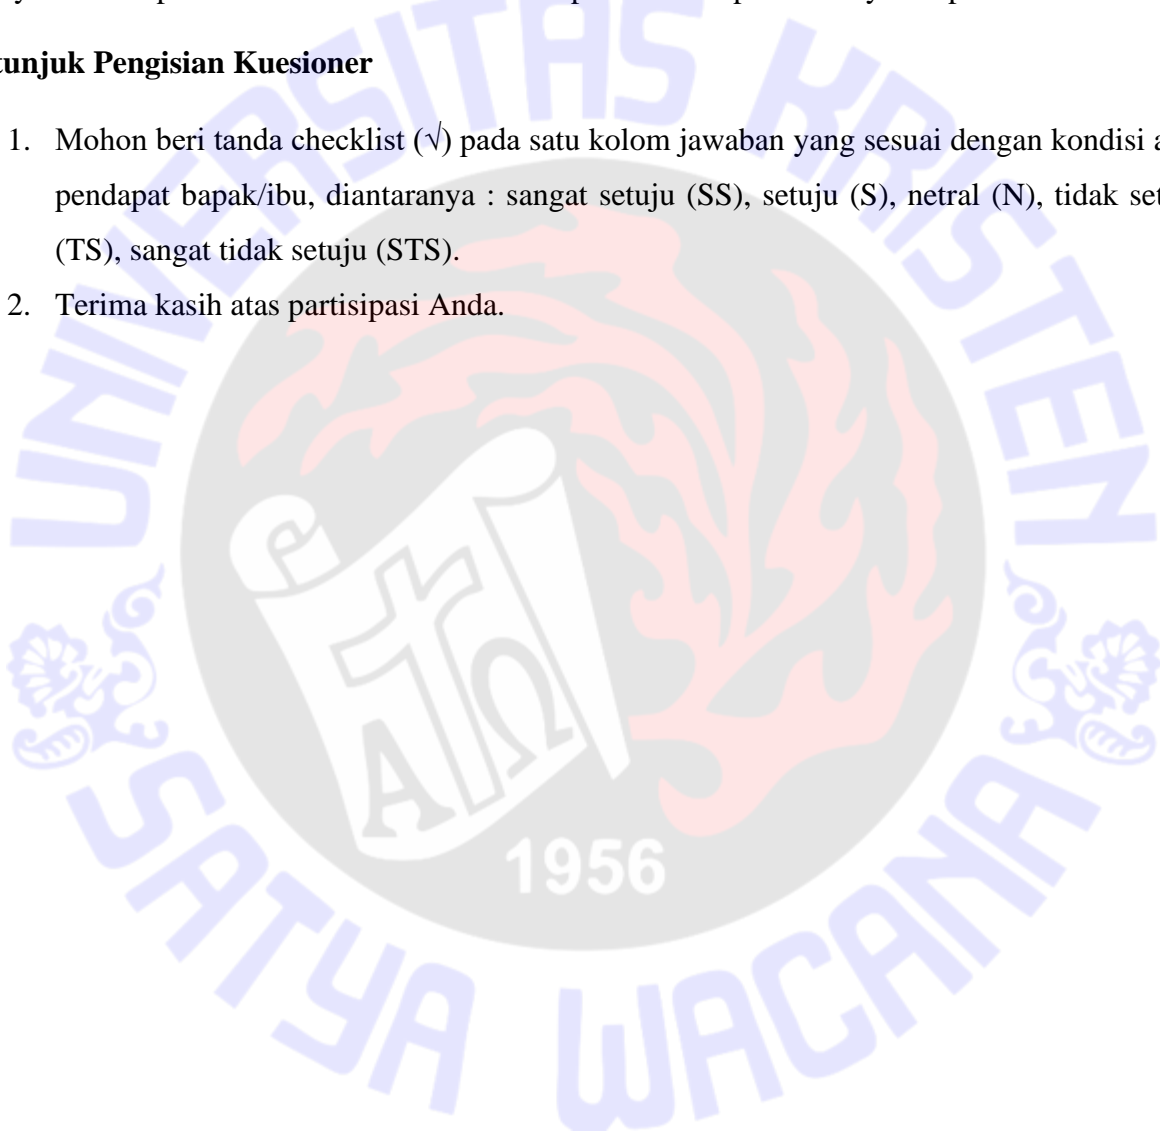 tunjuk Pengisian Kuesioner
1. Mohon beri tanda checklist (√) pada satu kolom jawaban yang sesuai dengan kondisi a
pendapat bapak/ibu, diantaranya : sangat setuju (SS), setuju (S), netral (N), tidak set
(TS), sangat tidak setuju (STS).
2. Terima kasih atas partisipasi Anda.
UNIVERSITAS KRISTEN
ΑΩ
1956
SATYA WACANA